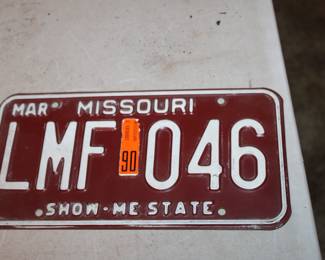 MAR MISSOURI
LMF 046
90
SHOW-ME STATE